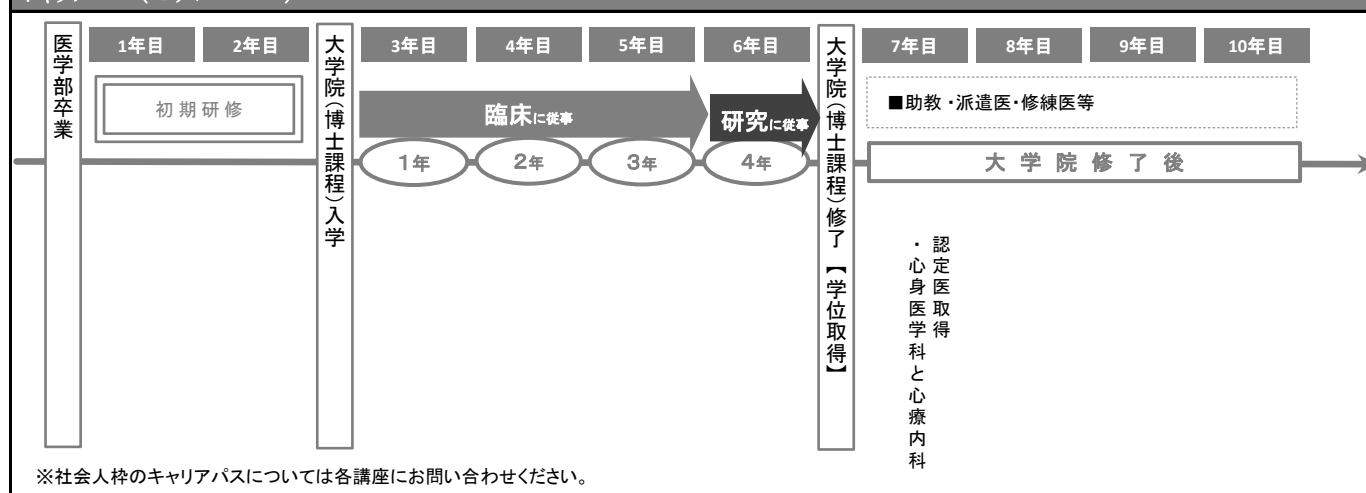 医学部卒業
1年目
2年目
初期研修
大学院(博士課程)入学
3年目
4年目
5年目
6年目
臨床に従事
研究に従事
1年
2年
3年
4年
大学院(博士課程)修了【学位取得】
7年目
8年目
9年目
10年目
■助教・派遣医・修練医等
大学院修了後
認定医取得
・心身医学科と心療内科
※社会人枠のキャリアパスについては各講座にお問い合わせください。